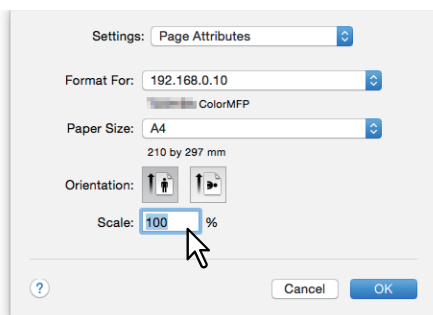 Settings: Page Attributes
Format For: 192.168.0.10
ColorMFP
Paper Size: A4
210 by 297 mm
Orientation:
Scale: 100 %
? Cancel OK